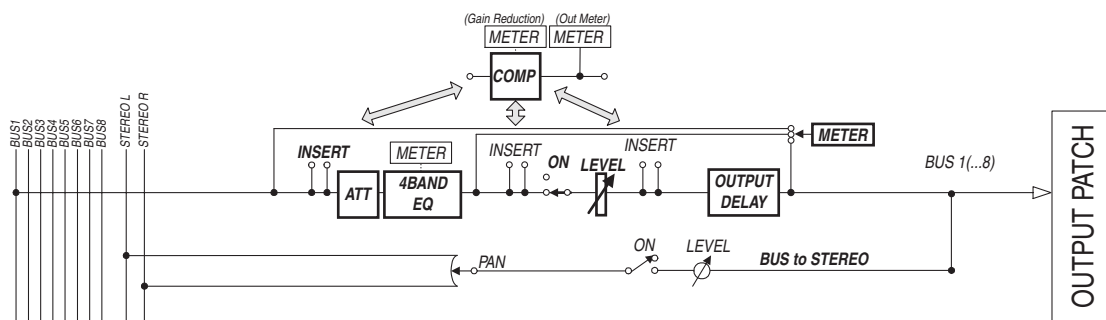 (Gain Reduction) (Out Meter)
METER METER
COMP
BUS1
BUS2
BUS3
BUS4
BUS5
BUS6
BUS7
BUS8
STEREO L
STEREO R
INSERT
METER
INSERT
ON
LEVEL
INSERT
METER
ATT
4BAND
EQ
OUTPUT
DELAY
BUS 1(...8)
OUTPUT PATCH
PAN
ON
LEVEL
BUS to STEREO